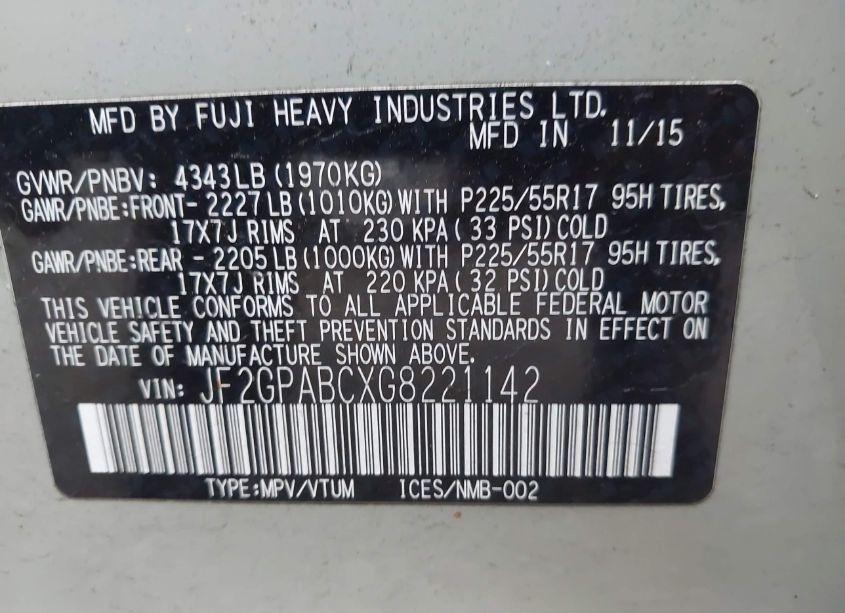 MFD BY FUJI HEAVY INDUSTRIES LTD.
MFD IN 11/15
GVWR/PNBV: 4343LB (1970KG)
GAWR/PNBE:FRONT- 2227 LB (1010KG) WITH P225/55R17 95H TIRES,
17X7J RIMS AT 230 KPA ( 33 PSI) COLD
GAWR/PNBE:REAR - 2205 LB (1000KG) WITH P225/55R17 95H TIRES,
17X7J RIMS AT 220 KPA ( 32 PSI) COLD
THIS VEHICLE CONFORMS TO ALL APPLICABLE FEDERAL MOTOR
VEHICLE SAFETY AND THEFT PREVENTION STANDARDS IN EFFECT ON
THE DATE OF MANUFACTURE SHOWN ABOVE.
VIN: JF2GPABCXG8221142
TYPE:MPV/VTUM ICES/NMB-002